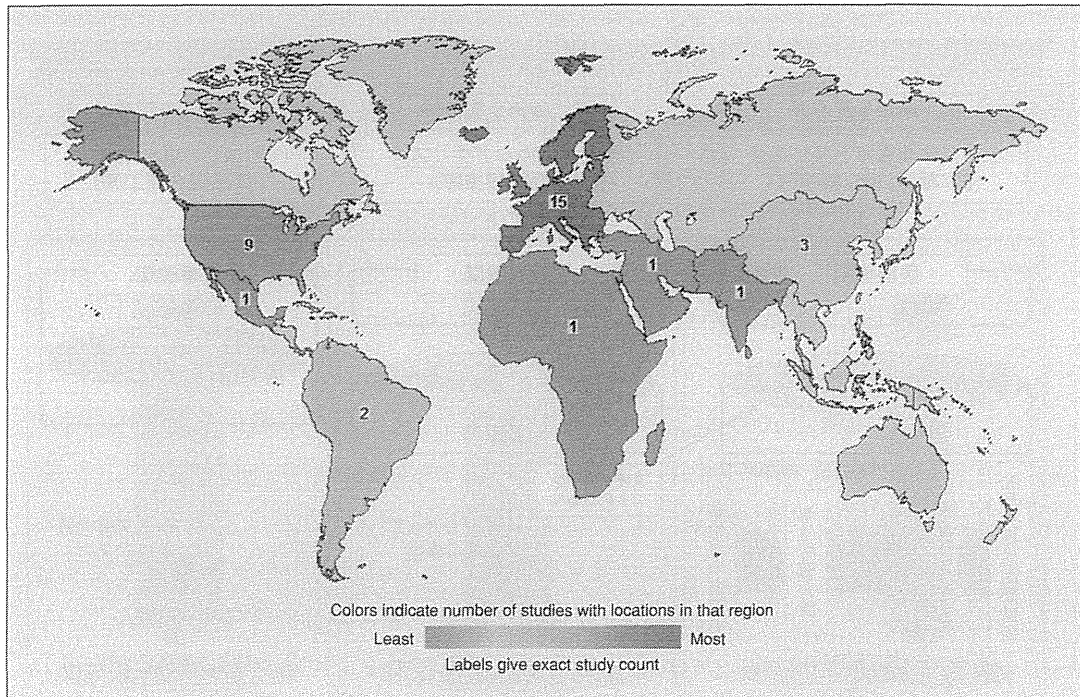 15
9
3
1
1
1
1
2
Colors indicate number of studies with locations in that region
Least Most
Labels give exact study count